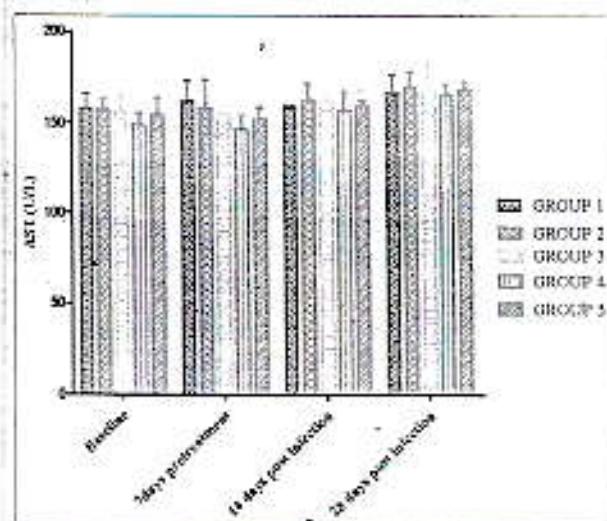 200
150
100
50
0
AST (U/L)
Baseline
7days pretreatment
14 days post infection
28 days post infection
GROUP 1
GROUP 2
GROUP 3
GROUP 4
GROUP 5